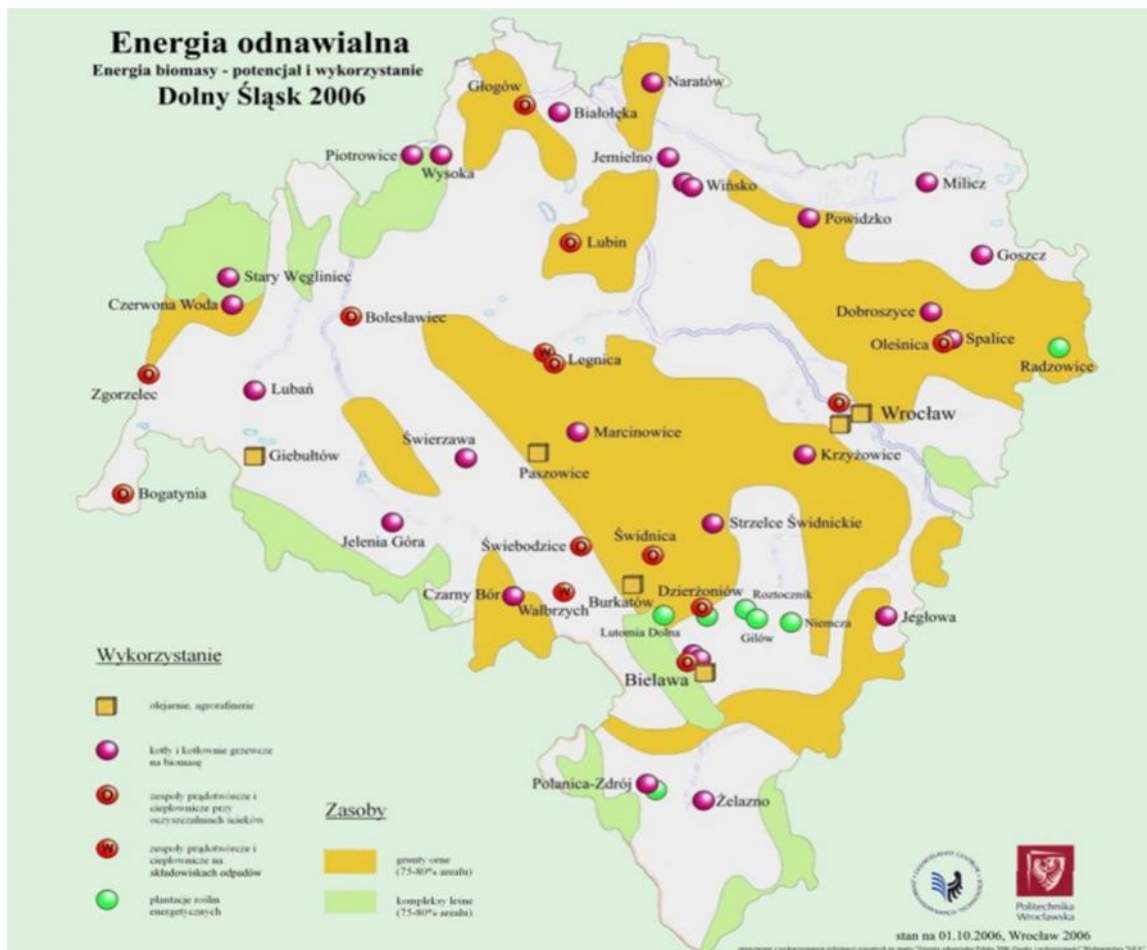 Energia odnawialna
Energia biomasy - potencjał i wykorzystanie
Dolny Śląsk 2006
Głogów
Naratów
Białołęka
Piotrowice
Wysoka
Jemielno
Wińsko
Milicz
Powidzko
Lubin
Goszcz
Stary Węgliniec
Czerwona Woda
Bolesławiec
Dobroszyce
Oleśnica
Spalice
Radzowice
Legnica
Zgorzelec
Lubań
Wrocław
Marcinowice
Świerzawa
Giebułtów
Paszowice
Krzyżowice
Bogatynia
Jelenia Góra
Strzelce Świdnickie
Świebodzice
Świdnica
Czarny Bór
Wałbrzych
Burkatów
Dzierżoniów
Roztocznik
Lutomia Dolna
Gilów
Niemcza
Jegłowa
Bielawa
Polanica-Zdrój
Żelazno
Wykorzystanie
olejarnie, agrorafinerie
kotły i kotłownie grzewcze
na biomasę
zespoły prądotwórcze i
ciepłownicze przy
oczyszczalniach ścieków
zespoły prądotwórcze i
ciepłownicze na
składowiskach odpadów
plantacje roślin
energetycznych
Zasoby
grunty orne
(75-80% areału)
kompleksy leśne
(75-80% areału)
Politechnika
Wrocławska
stan na 01.10.2006, Wrocław 2006